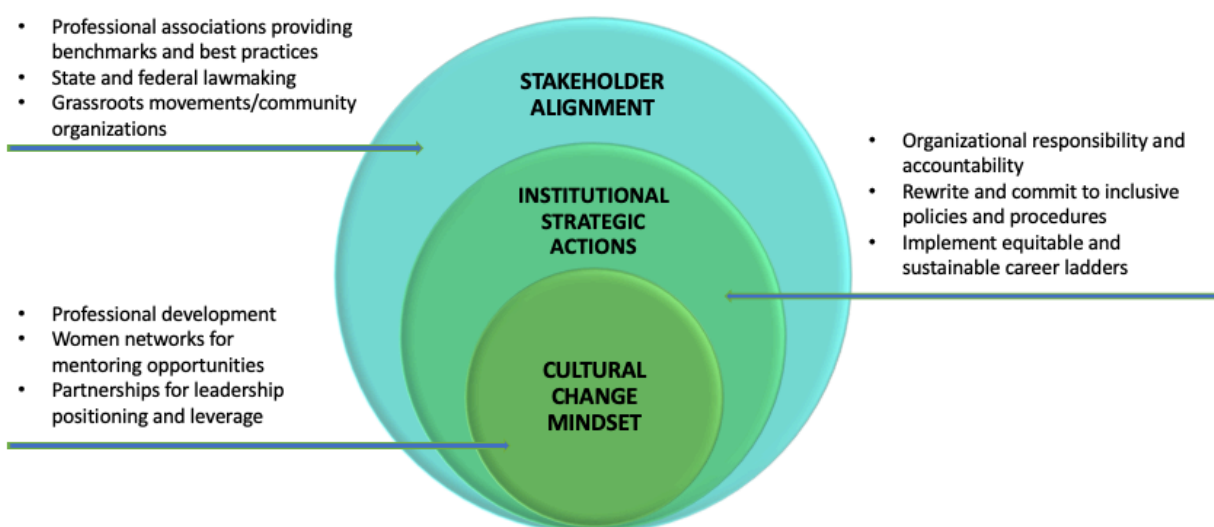 • Professional associations providing
benchmarks and best practices
• State and federal lawmaking
• Grassroots movements/community
organizations
STAKEHOLDER
ALIGNMENT
• Organizational responsibility and
accountability
• Rewrite and commit to inclusive
policies and procedures
• Implement equitable and
sustainable career ladders
INSTITUTIONAL
STRATEGIC
ACTIONS
• Professional development
• Women networks for
mentoring opportunities
• Partnerships for leadership
positioning and leverage
CULTURAL
CHANGE
MINDSET